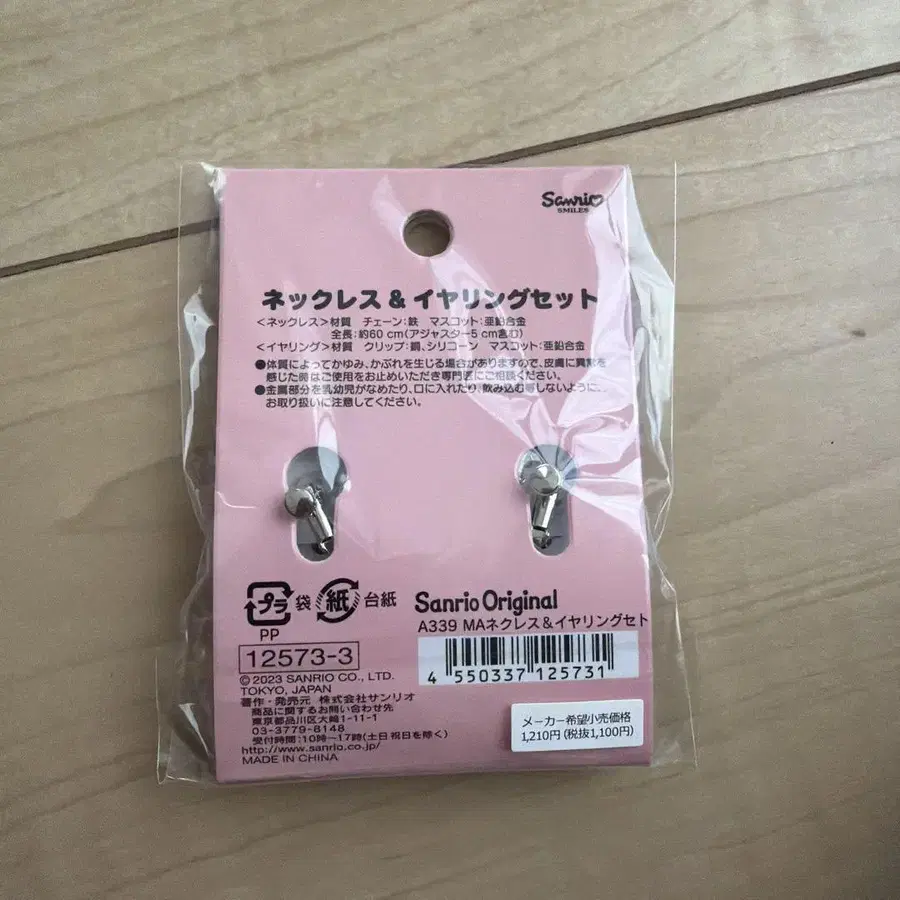 Sanrio
SMILES
ネックレス & イヤリングセット
<ネックレス>材質 チェーン:鉄 マスコット:亜鉛合金
全長:約60cm(アジャスター5cm含む)
<イヤリング>材質 クリップ:銅、シリコーン マスコット:亜鉛合金
●体質によってかゆみ、かぶれを生じる場合がありますので、皮膚に異常を
感じた時はご使用をお止めいただき専門医にご相談ください。
●金属部分を乳幼児がなめたり、口に入れたり、飲み込む等しないように、
お取り扱いに注意してください。
プラ 袋 紙 台紙
PP
12573-3
© 2023 SANRIO CO., LTD.
TOKYO, JAPAN
著作・発売元 株式会社サンリオ
商品に関するお問い合わせ先
東京都品川区大崎1-11-1
03-3779-8148
受付時間:10時~17時(土日祝日を除く)
http://www.sanrio.co.jp/
MADE IN CHINA
Sanrio Original
A339 MAネクレス&イヤリングセト
4 550337 125731
メーカー希望小売価格
1,210円(税抜1,100円)